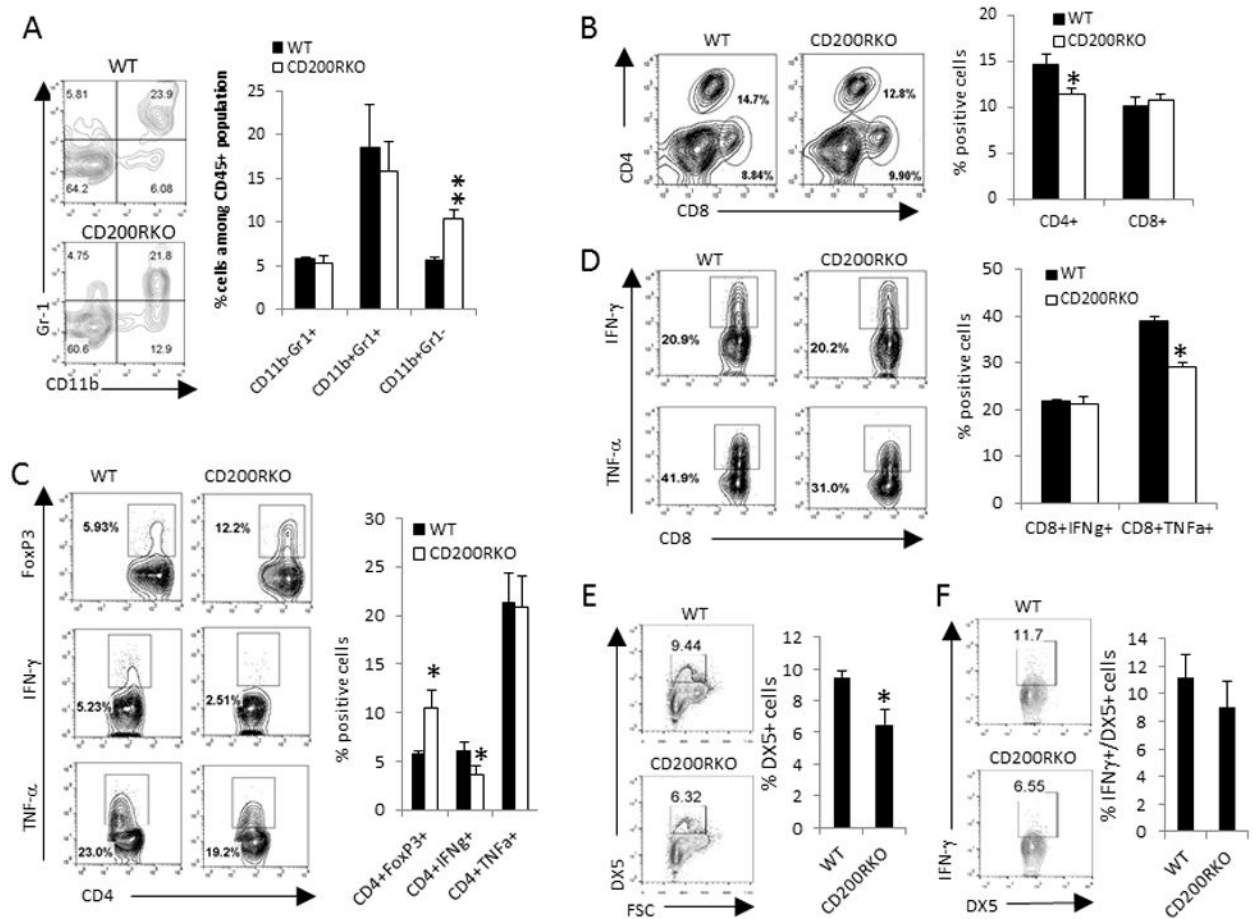 A
WT
CD200RKO
WT
5.81 23.9
64.2 6.08
CD200RKO
4.75 21.8
60.6 12.9
Gr-1
CD11b
% cells among CD45+ population
25
20
15
10
5
0
**
CD11b-Gr1+
CD11b+Gr1+
CD11b+Gr1-
B
WT CD200RKO
14.7% 12.8%
8.84% 9.90%
CD4
CD8
% positive cells
20
15
10
5
0
WT
CD200RKO
*
CD4+ CD8+
C
WT CD200RKO
FoxP3
5.93% 12.2%
IFN-γ
5.23% 2.51%
TNF-α
23.0% 19.2%
CD4
% positive cells
30
25
20
15
10
5
0
WT
CD200RKO
*
*
CD4+FoxP3+
CD4+IFNg+
CD4+TNFa+
D
WT CD200RKO
IFN-γ
20.9% 20.2%
TNF-α
41.9% 31.0%
CD8
% positive cells
50
40
30
20
10
0
WT
CD200RKO
*
CD8+IFNg+ CD8+TNFa+
E
WT
9.44
CD200RKO
6.32
DX5
FSC
% DX5+ cells
12
10
8
6
4
2
0
*
WT
CD200RKO
F
WT
11.7
CD200RKO
6.55
IFN-γ
DX5
% IFNγ+/DX5+ cells
14
12
10
8
6
4
2
0
WT
CD200RKO